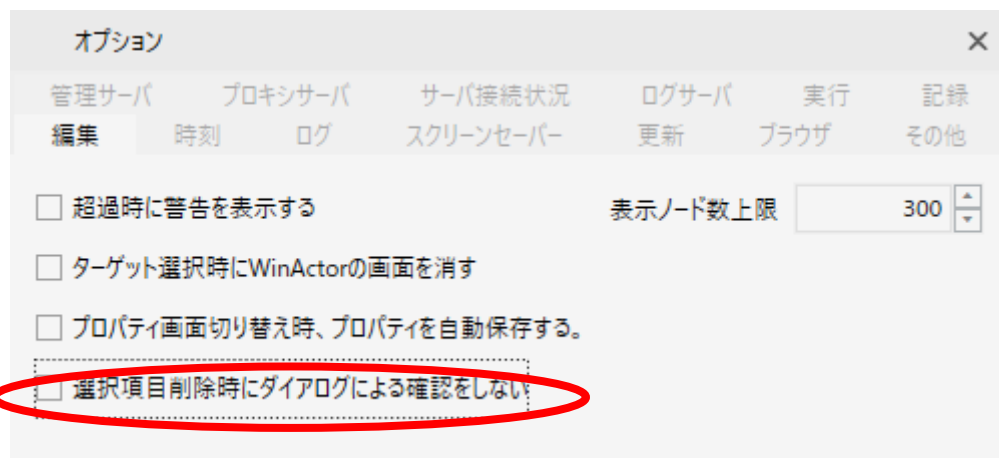 オプション
管理サーバ プロキシサーバ サーバ接続状況 ログサーバ 実行 記録
編集 時刻 ログ スクリーンセーバー 更新 ブラウザ その他
超過時に警告を表示する 表示ノード数上限 300
ターゲット選択時にWinActorの画面を消す
プロパティ画面切り替え時、プロパティを自動保存する。
選択項目削除時にダイアログによる確認をしない